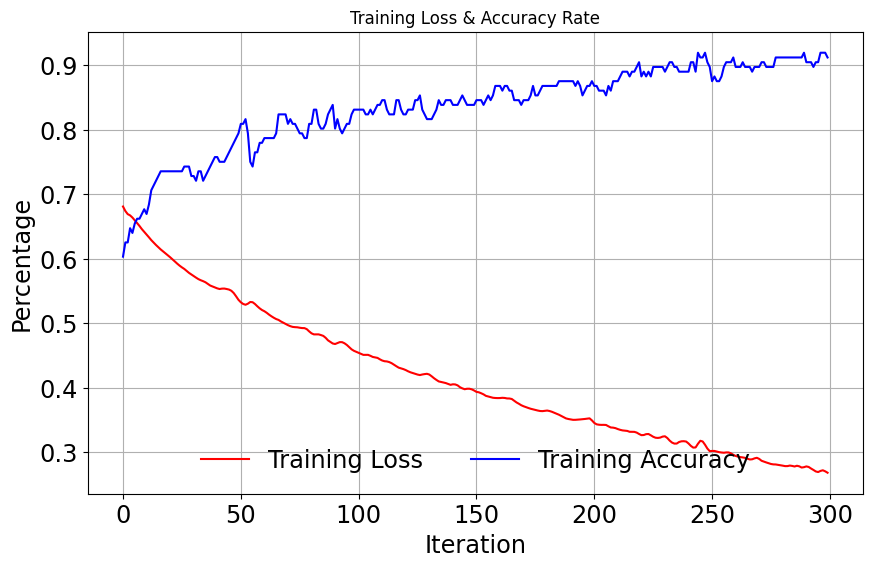 Training Loss & Accuracy Rate
Percentage
0.9
0.8
0.7
0.6
0.5
0.4
0.3
Training Loss
Training Accuracy
0 50 100 150 200 250 300
Iteration